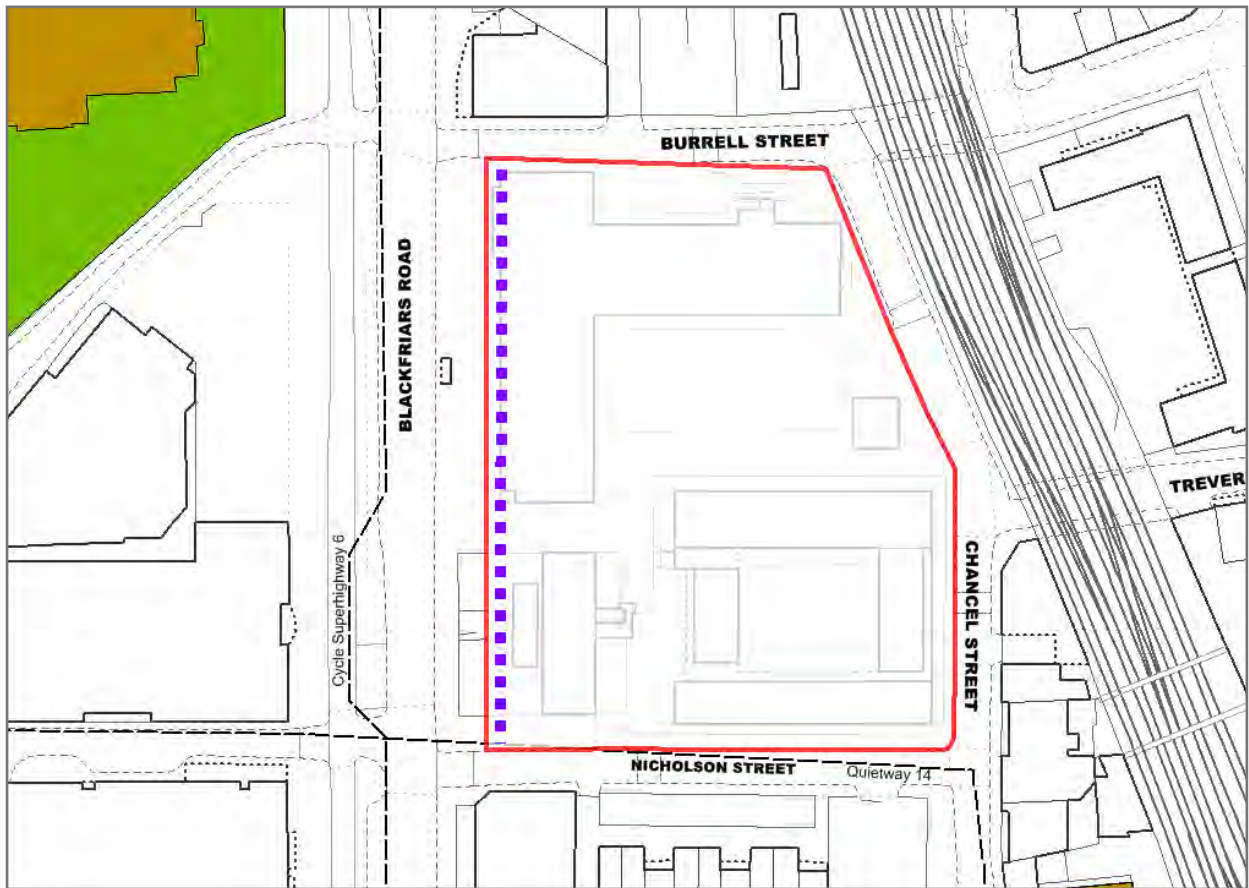 BURRELL STREET
BLACKFRIARS ROAD
TREVER
CHANCEL STREET
Cycle Superhighway 6
NICHOLSON STREET
Quietway 14